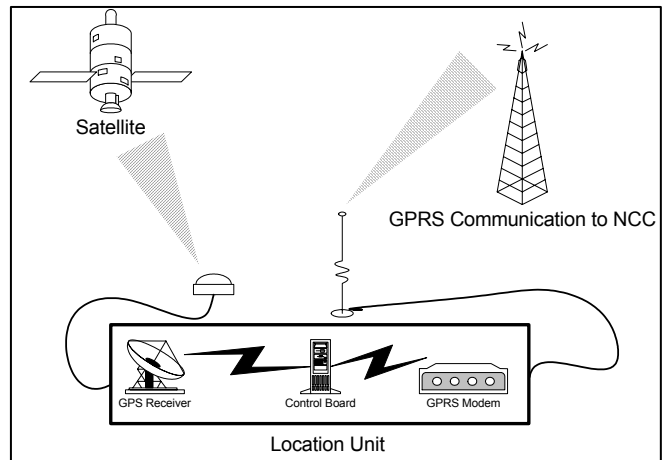 Satellite
GPRS Communication to NCC
GPS Receiver
Control Board
GPRS Modem
Location Unit